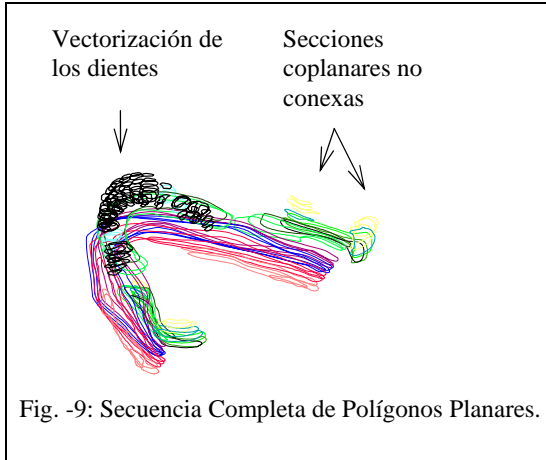 Vectorización de
los dientes
Secciones
coplanares no
conexas
Fig. -9: Secuencia Completa de Polígonos Planares.